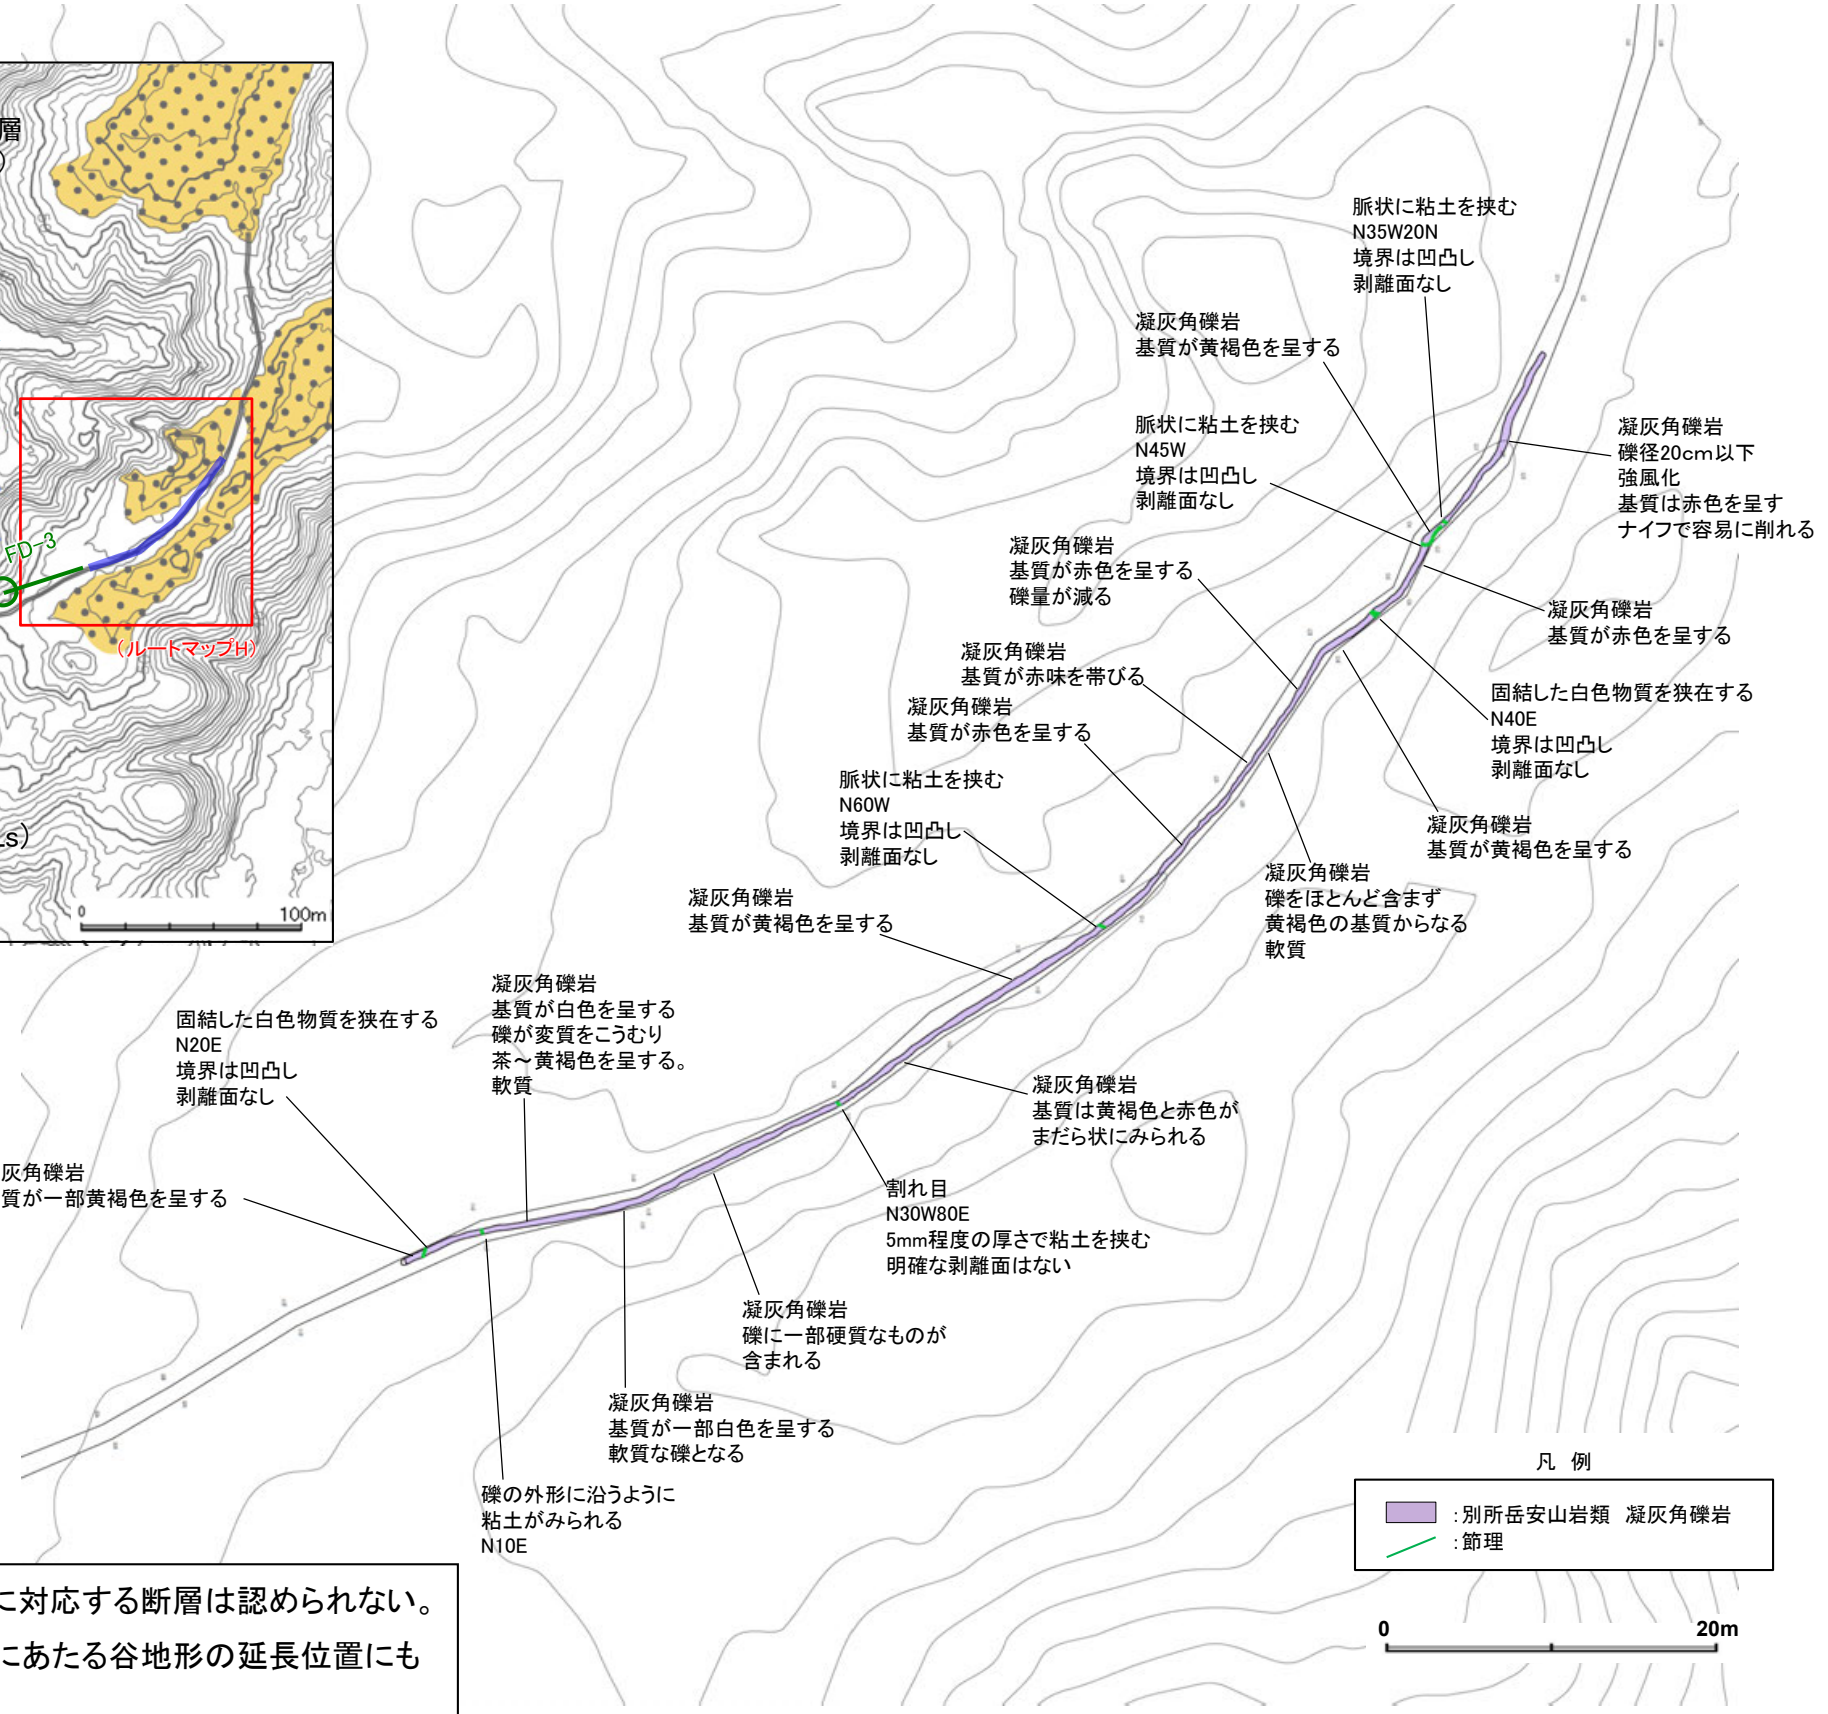 層
)
FD-3
(ルートマップH)
Ls)
0
100m
脈状に粘土を挟む
N35W20N
境界は凹凸し
剥離面なし
凝灰角礫岩
基質が黄褐色を呈する
脈状に粘土を挟む
N45W
境界は凹凸し
剥離面なし
凝灰角礫岩
礫径20cm以下
強風化
基質は赤色を呈す
ナイフで容易に削れる
凝灰角礫岩
基質が赤色を呈する
礫量が減る
凝灰角礫岩
基質が赤色を呈する
凝灰角礫岩
基質が赤味を帯びる
固結した白色物質を狭在する
N40E
境界は凹凸し
剥離面なし
凝灰角礫岩
基質が赤色を呈する
脈状に粘土を挟む
N60W
境界は凹凸し
剥離面なし
凝灰角礫岩
基質が黄褐色を呈する
凝灰角礫岩
礫をほとんど含まず
黄褐色の基質からなる
軟質
凝灰角礫岩
基質が黄褐色を呈する
凝灰角礫岩
基質が白色を呈する
礫が変質をこうむり
茶～黄褐色を呈する。
軟質
固結した白色物質を狭在する
N20E
境界は凹凸し
剥離面なし
凝灰角礫岩
基質は黄褐色と赤色が
まだら状にみられる
灰角礫岩
質が一部黄褐色を呈する
割れ目
N30W80E
5mm程度の厚さで粘土を挟む
明確な剥離面はない
凝灰角礫岩
礫に一部硬質なものが
含まれる
凝灰角礫岩
基質が一部白色を呈する
軟質な礫となる
礫の外形に沿うように
粘土がみられる
N10E
凡 例
:別所岳安山岩類 凝灰角礫岩
:節理
0
20m
に対応する断層は認められない。
にあたる谷地形の延長位置にも